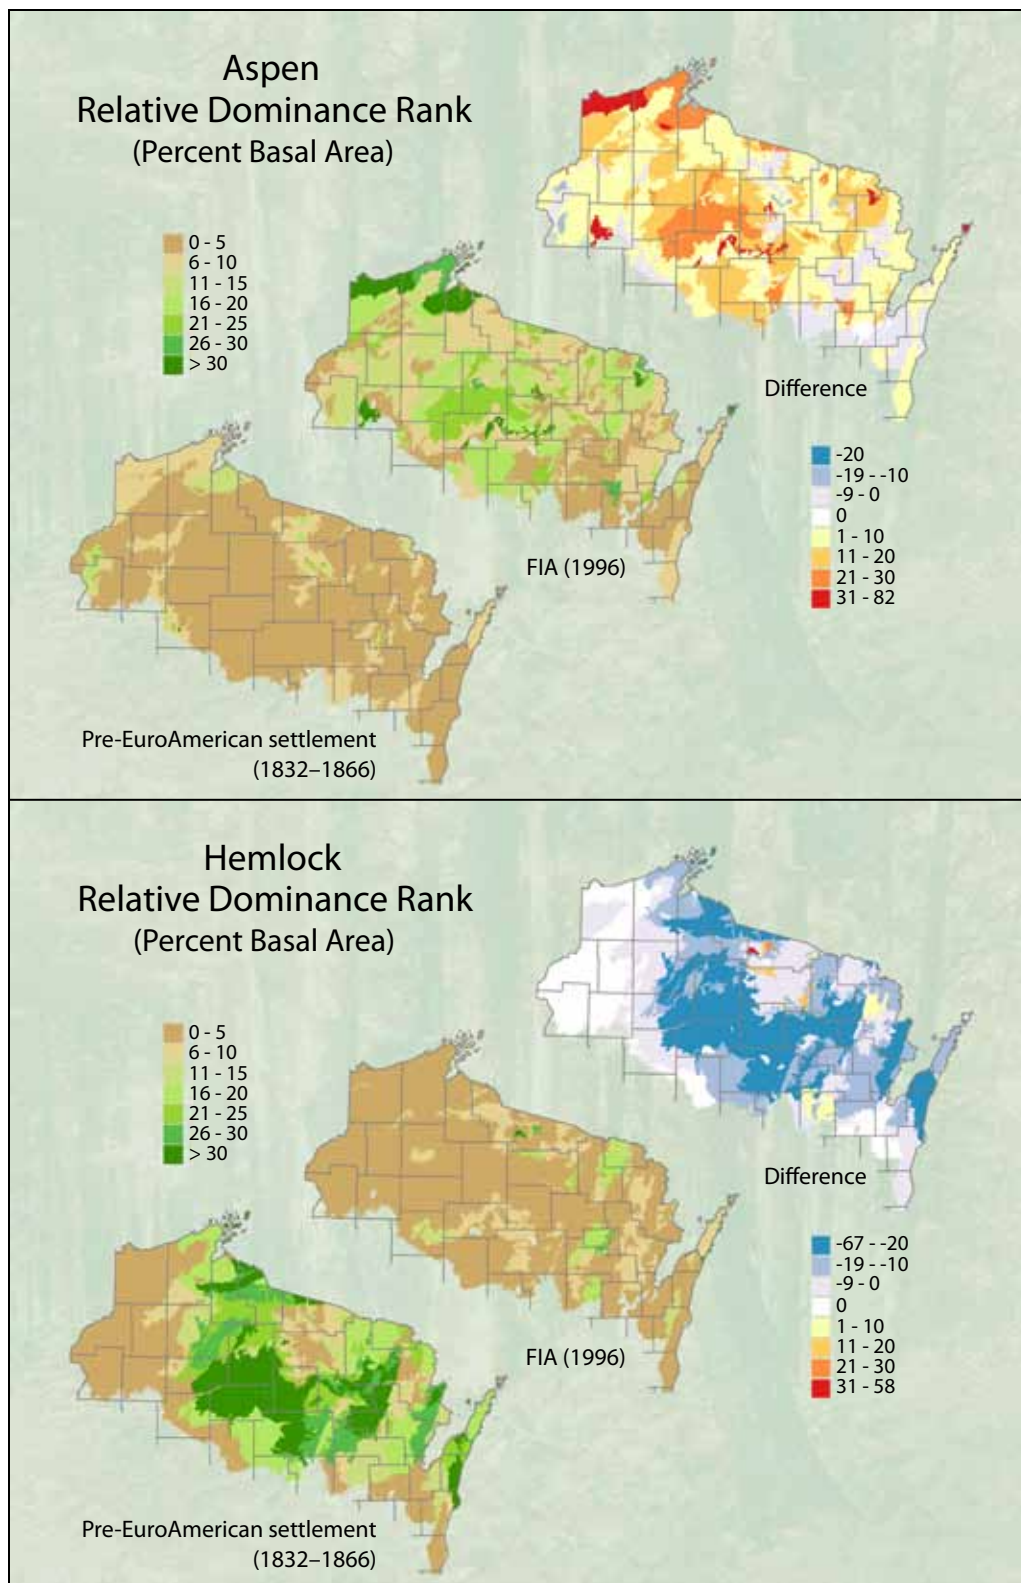 Aspen
Relative Dominance Rank
(Percent Basal Area)
0 - 5
6 - 10
11 - 15
16 - 20
21 - 25
26 - 30
> 30
Difference
-20
-19 - -10
-9 - 0
0
1 - 10
11 - 20
21 - 30
31 - 82
FIA (1996)
Pre-EuroAmerican settlement
(1832–1866)
Hemlock
Relative Dominance Rank
(Percent Basal Area)
0 - 5
6 - 10
11 - 15
16 - 20
21 - 25
26 - 30
> 30
Difference
-67 - -20
-19 - -10
-9 - 0
0
1 - 10
11 - 20
21 - 30
31 - 58
FIA (1996)
Pre-EuroAmerican settlement
(1832–1866)